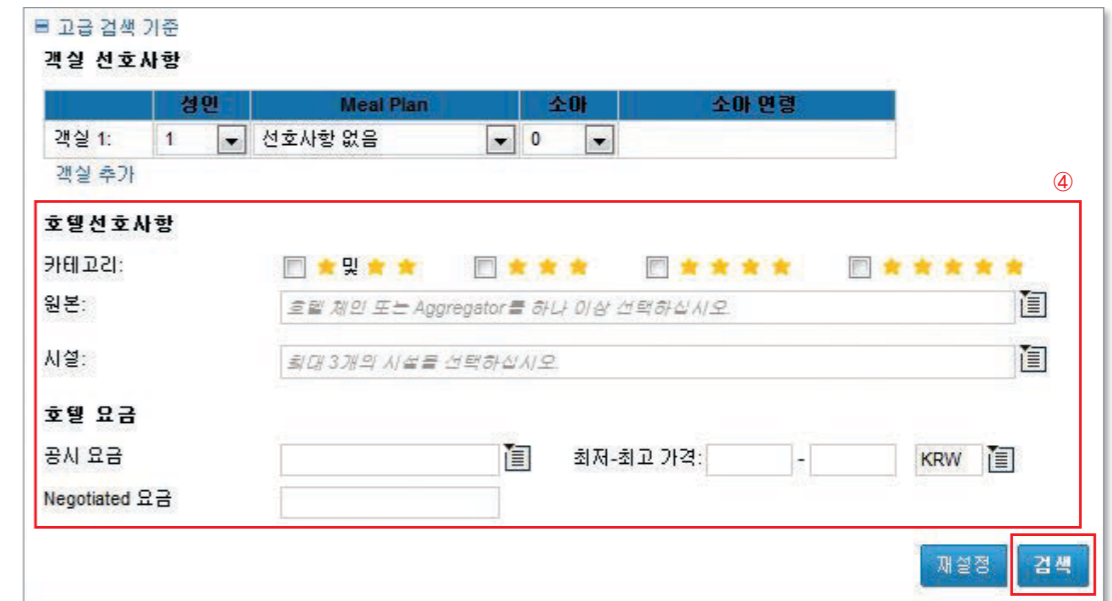 고급 검색 기준
객실 선호사항
성인 Meal Plan 소아 소아 연령
객실 1: 1 선호사항 없음 0
객실 추가
④
호텔선호사항
카테고리: 및
원본: 호텔 체인 또는 Aggregator를 하나 이상 선택하십시오.
시설: 최대 3개의 시설을 선택하십시오.
호텔 요금
공시 요금 최저-최고 가격: - KRW
Negotiated 요금
재설정 검색